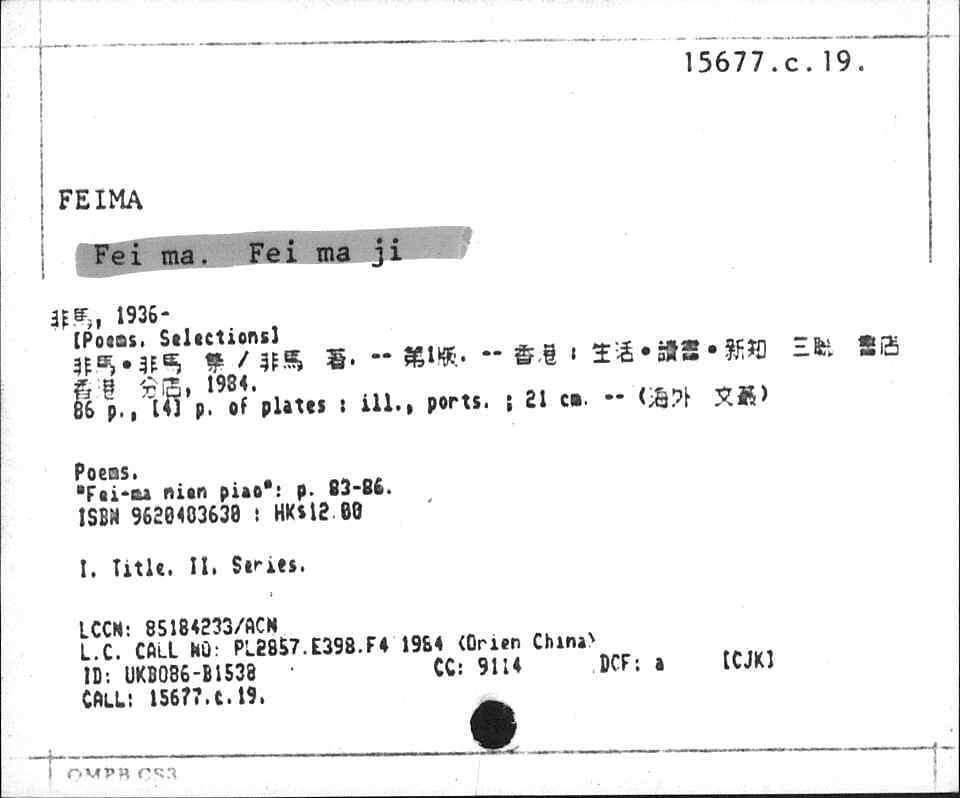 15677.c.19.
FEIMA
Fei ma. Fei ma ji
非馬, 1936-
[Poems. Selections]
非馬•非馬 集 / 非馬 著. -- 第1版. -- 香港 : 生活•讀書•新知 三聯 書店
香港 分店, 1984.
86 p., [4] p. of plates : ill., ports. ; 21 cm. -- (海外 文叢)
Poems.
"Fei-ma nien piao": p. 83-86.
ISBN 9620403630 : HK$12.00
I. Title. II. Series.
LCCN: 85184233/ACN
L.C. CALL NO: PL2857.E398.F4 1984 (Orien China)
ID: UKB086-B1538 CC: 9114 DCF: a [CJK]
CALL: 15677.c.19.
OMPB CS3